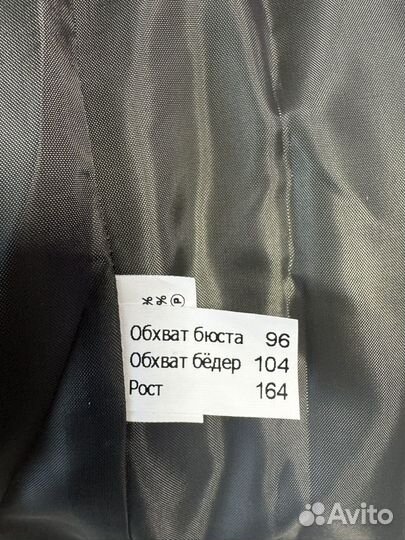 Обхват бюста 96
Обхват бёдер 104
Рост 164
Avito